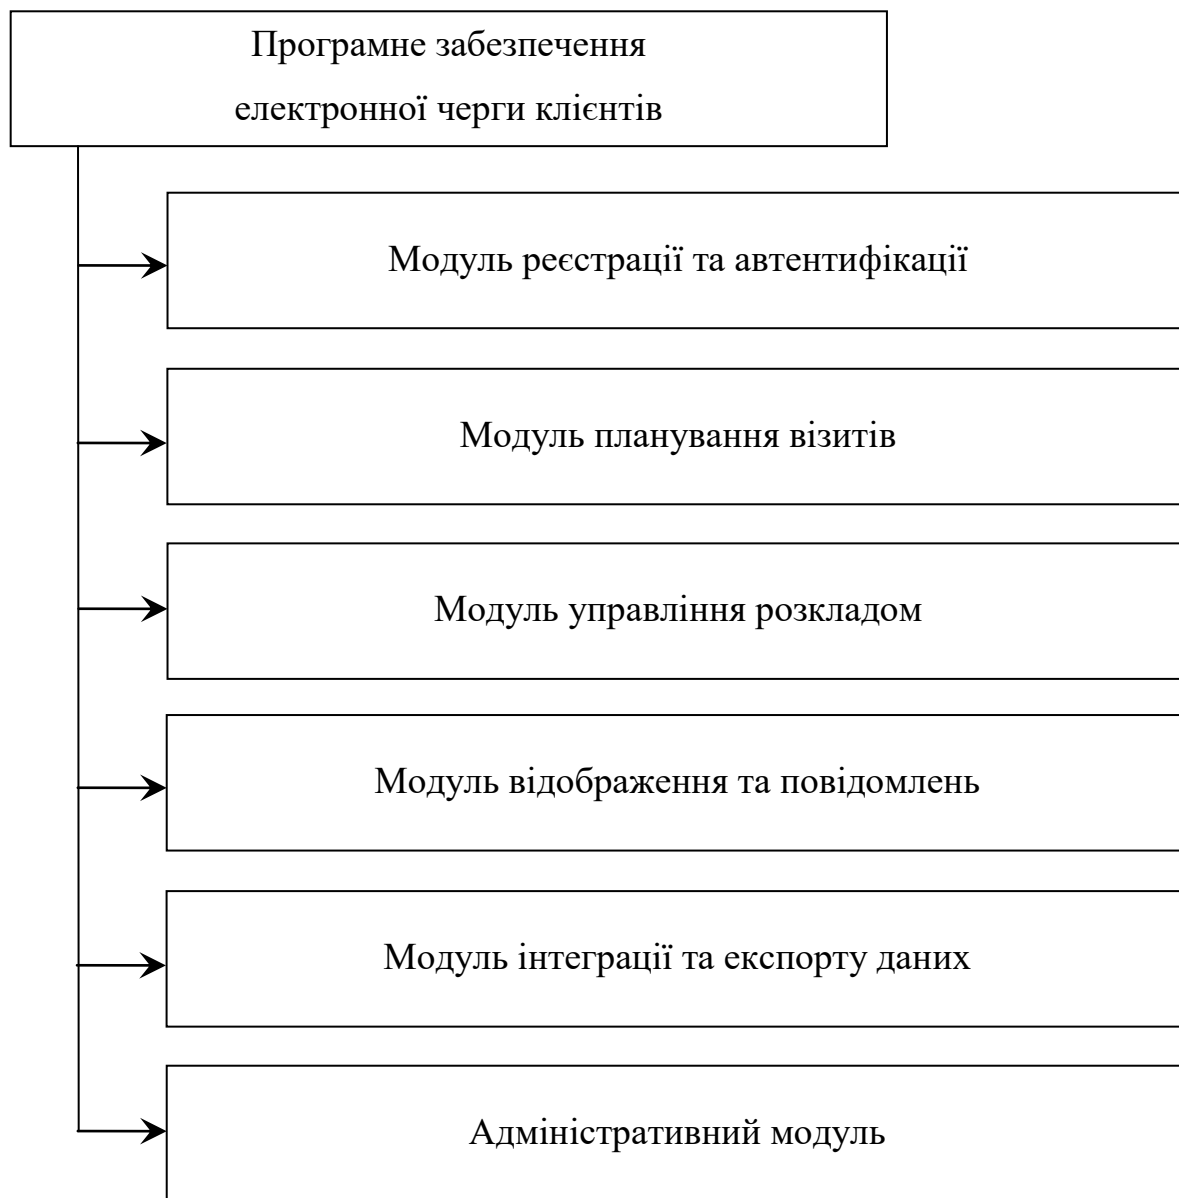 Програмне забезпечення
електронної черги клієнтів
Модуль реєстрації та автентифікації
Модуль планування візитів
Модуль управління розкладом
Модуль відображення та повідомлень
Модуль інтеграції та експорту даних
Адміністративний модуль